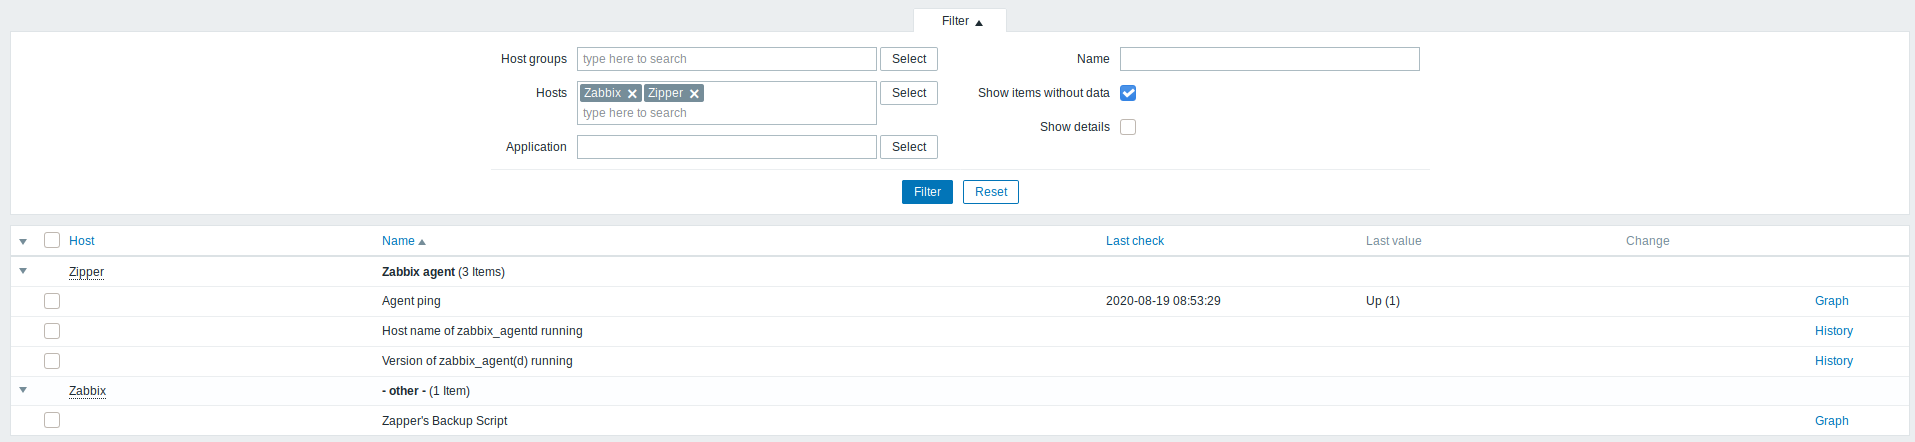 Filter
Host groups type here to search Select Name
Hosts Zabbix Zipper Select Show items without data
type here to search
Show details
Application Select
Filter Reset
Host Name Last check Last value Change
Zipper Zabbix agent (3 Items)
Agent ping 2020-08-19 08:53:29 Up (1) Graph
Host name of zabbix_agentd running History
Version of zabbix_agent(d) running History
Zabbix - other - (1 Item)
Zapper's Backup Script Graph